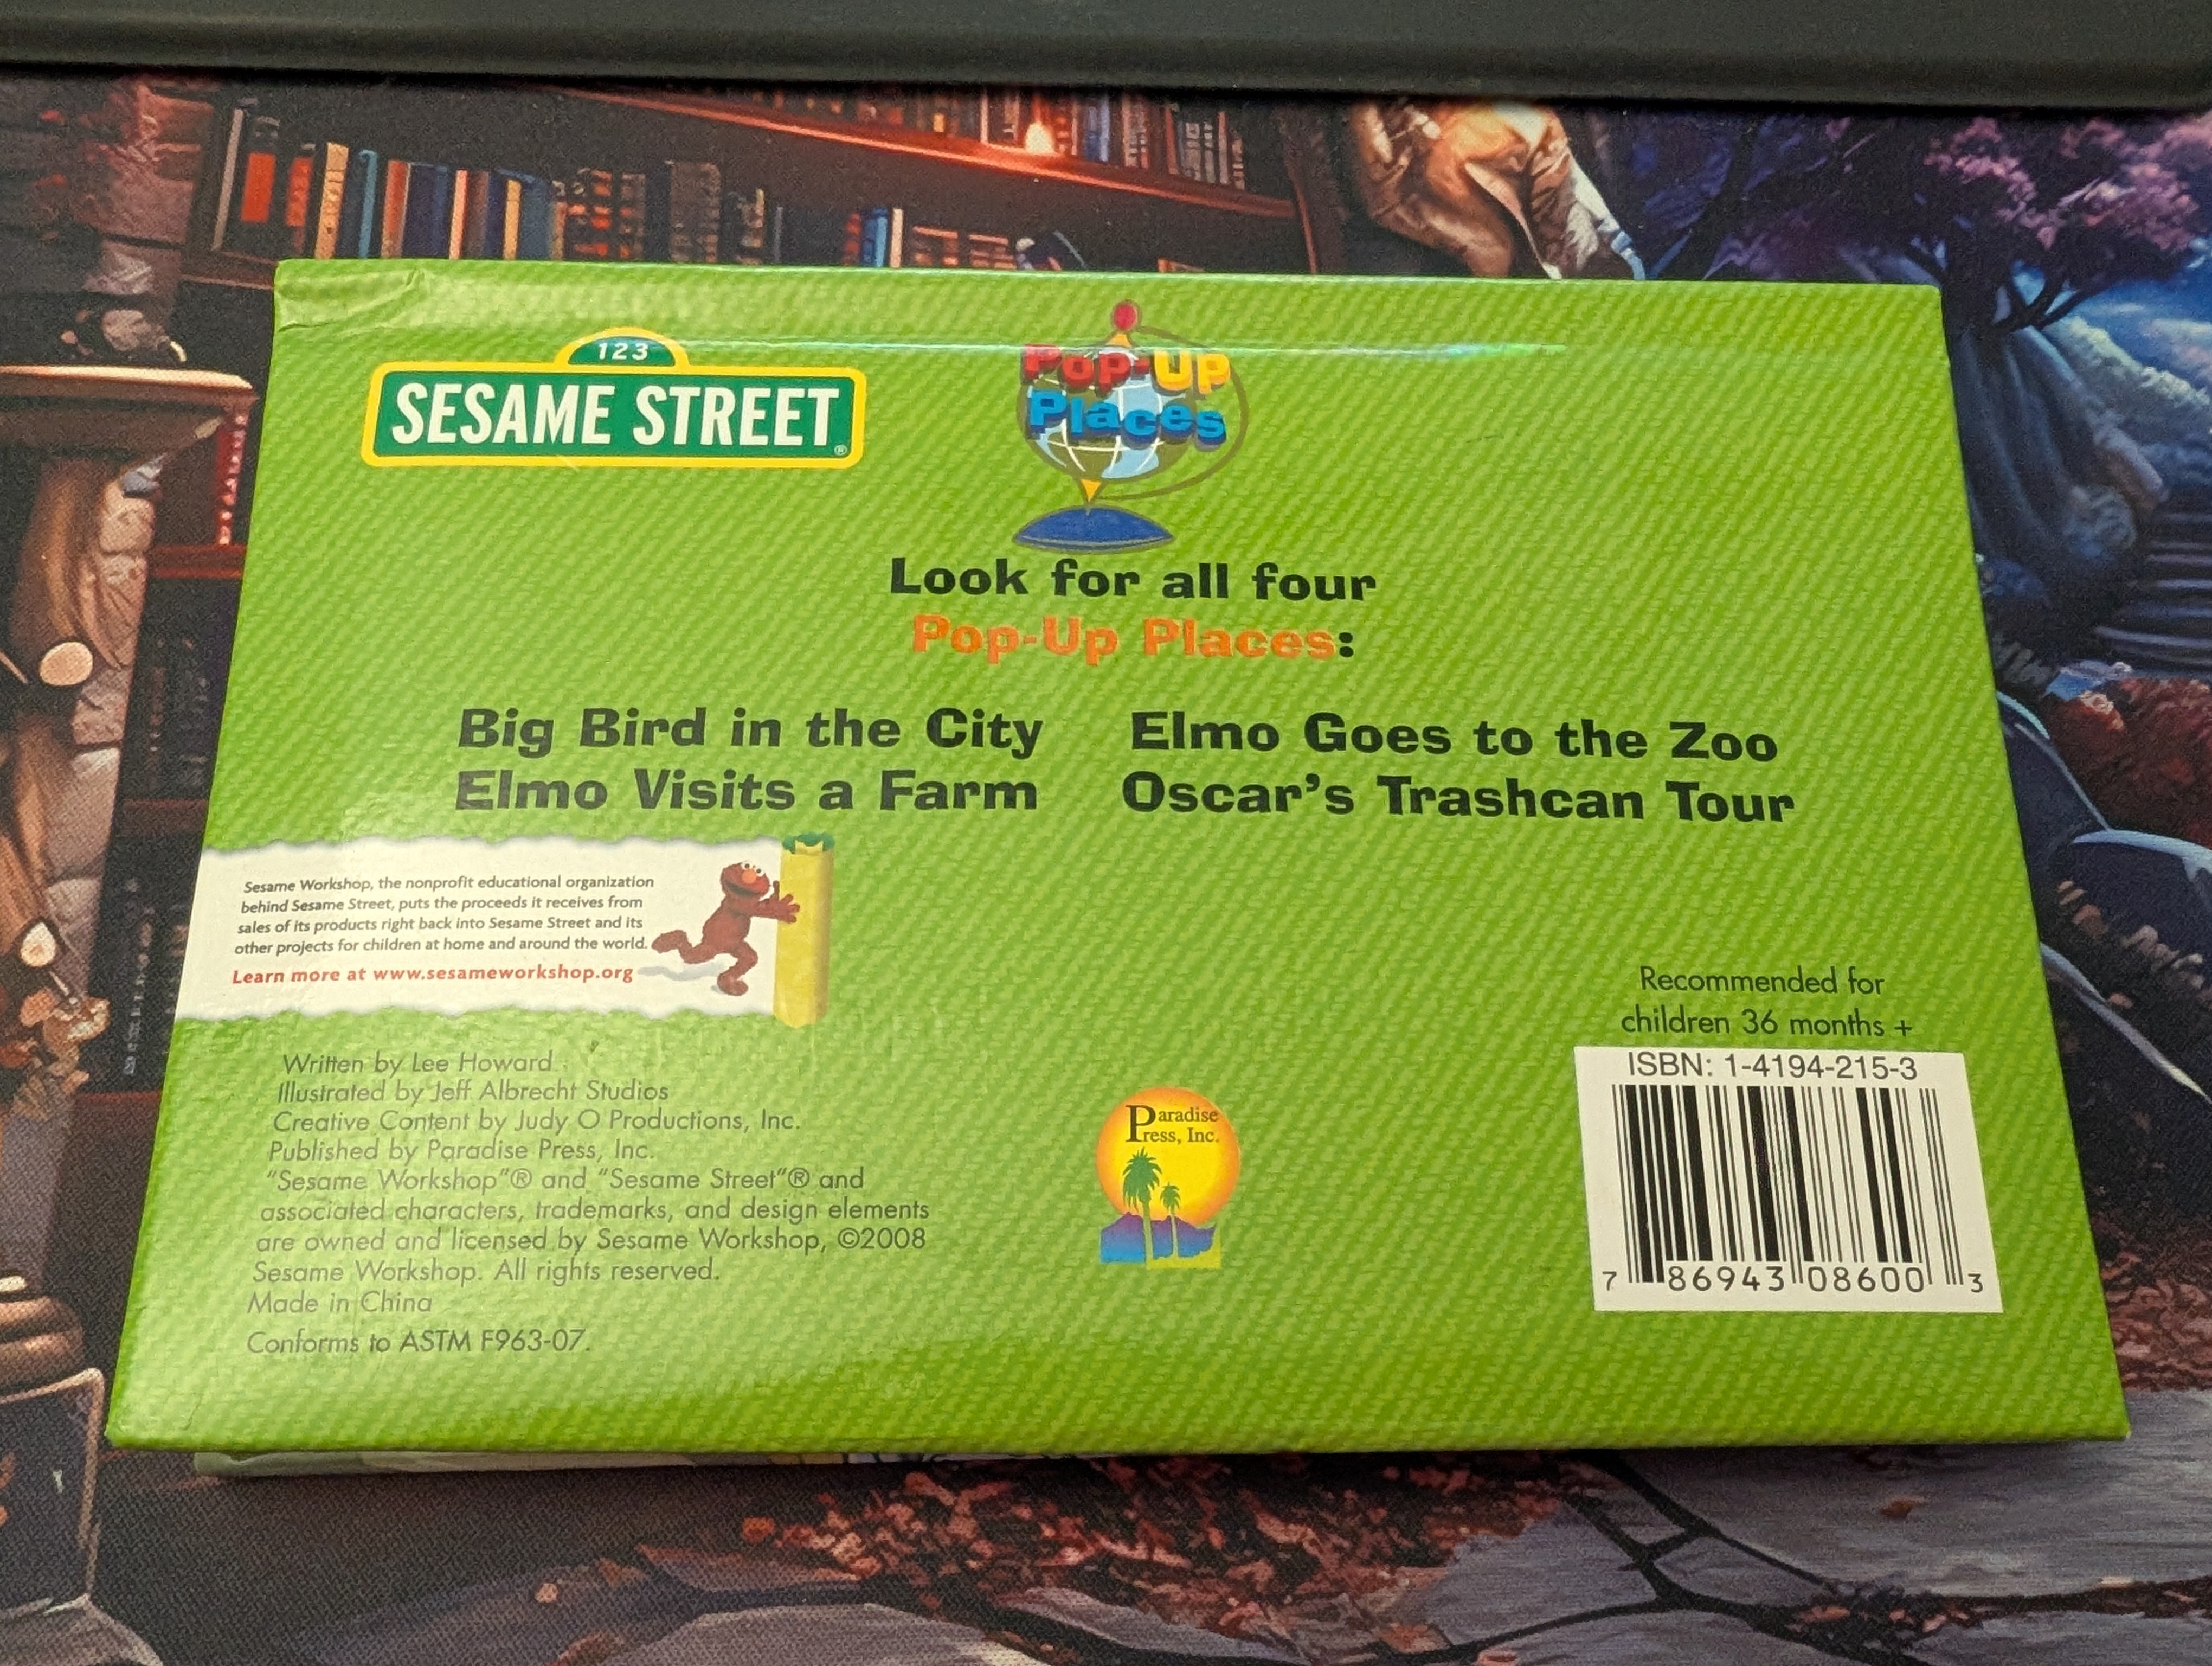 123
SESAME STREET®
Pop-Up
Places
Look for all four
Pop-Up Places:
Big Bird in the City
Elmo Visits a Farm
Elmo Goes to the Zoo
Oscar's Trashcan Tour
Sesame Workshop, the nonprofit educational organization
behind Sesame Street, puts the proceeds it receives from
sales of its products right back into Sesame Street and its
other projects for children at home and around the world.
Learn more at www.sesameworkshop.org
Written by Lee Howard
Illustrated by Jeff Albrecht Studios
Creative Content by Judy O Productions, Inc.
Published by Paradise Press, Inc.
"Sesame Workshop"® and "Sesame Street"® and
associated characters, trademarks, and design elements
are owned and licensed by Sesame Workshop, ©2008
Sesame Workshop. All rights reserved.
Made in China
Conforms to ASTM F963-07.
Paradise
Press, Inc.
Recommended for
children 36 months +
ISBN: 1-4194-215-3
7 86943 08600 3